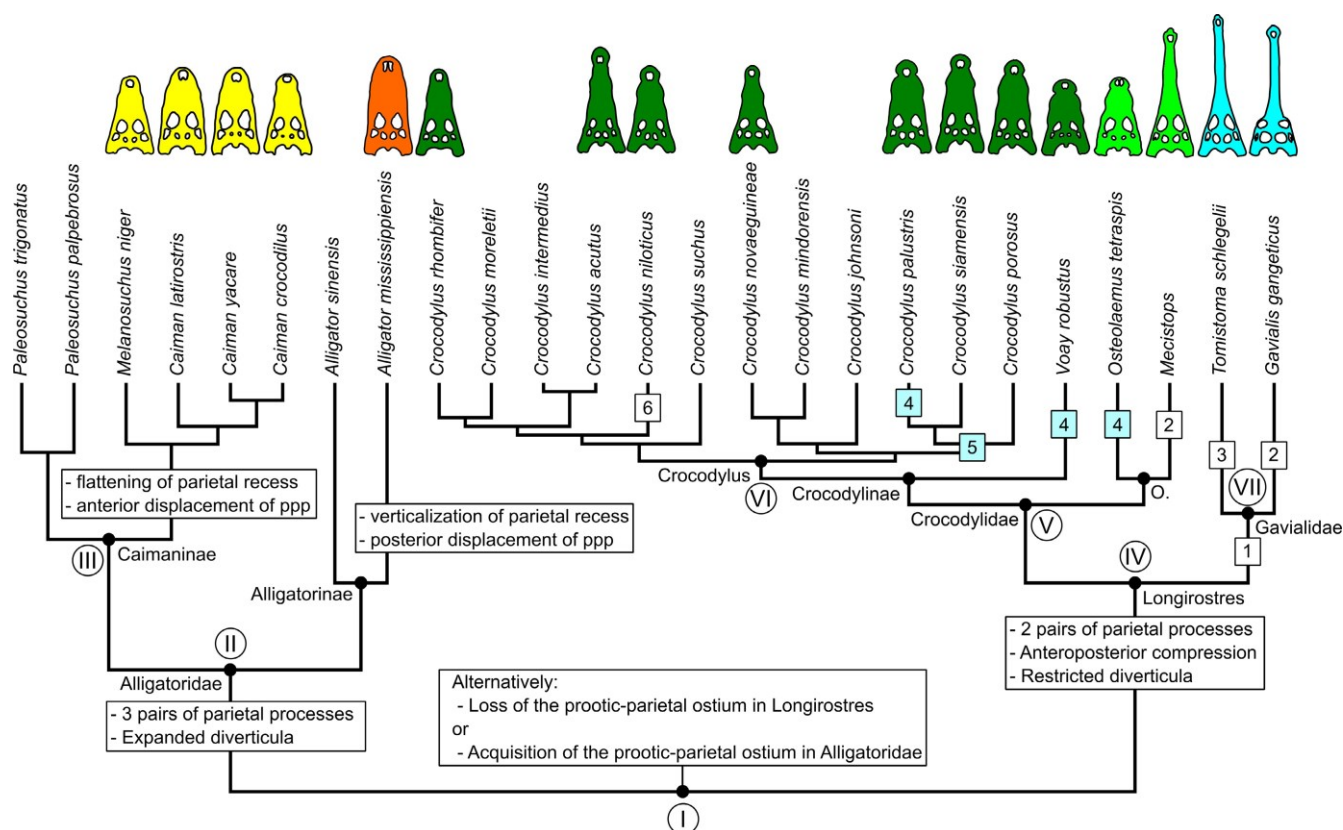 Paleosuchus trigonatus
Paleosuchus palpebrosus
Melanosuchus niger
Caiman latirostris
Caiman yacare
Caiman crocodilus
Alligator sinensis
Alligator mississippiensis
Crocodylus rhombifer
Crocodylus moreletii
Crocodylus intermedius
Crocodylus acutus
Crocodylus niloticus
Crocodylus suchus
Crocodylus novaeguineae
Crocodylus mindorensis
Crocodylus johnsoni
Crocodylus palustris
Crocodylus siamensis
Crocodylus porosus
Voay robustus
Osteolaemus tetraspis
Mecistops
Tomistoma schlegelii
Gavialis gangeticus
6
4
5
4
4
2
3
2
1
- flattening of parietal recess
- anterior displacement of ppp
III
Caimaninae
- verticalization of parietal recess
- posterior displacement of ppp
Alligatorinae
Crocodylus
VI
Crocodylinae
Crocodylidae
V
O.
VII
Gavialidae
IV
Longirostres
- 2 pairs of parietal processes
- Anteroposterior compression
- Restricted diverticula
II
Alligatoridae
- 3 pairs of parietal processes
- Expanded diverticula
Alternatively:
- Loss of the prootic-parietal ostium in Longirostres
or
- Acquisition of the prootic-parietal ostium in Alligatoridae
I